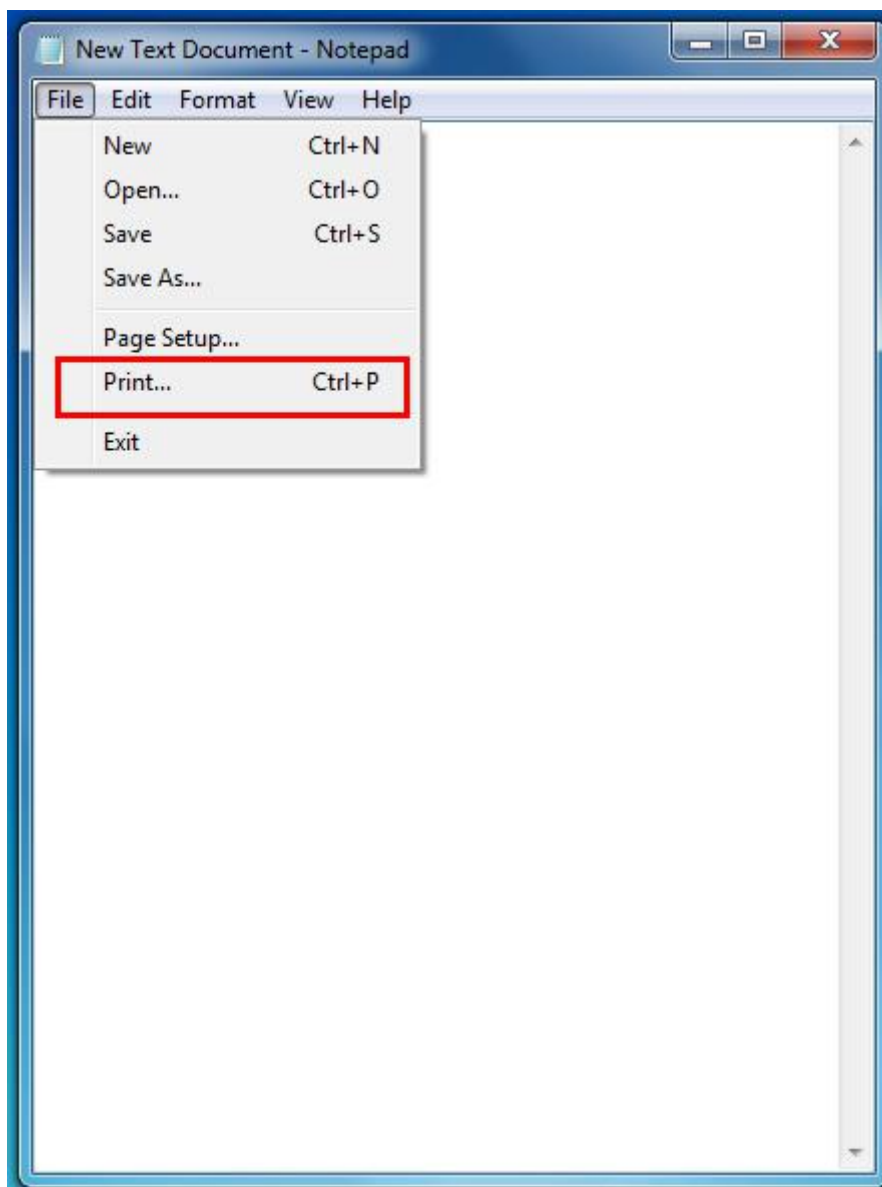 New Text Document - Notepad
File Edit Format View Help
New Ctrl+N
Open... Ctrl+O
Save Ctrl+S
Save As...
Page Setup...
Print... Ctrl+P
Exit